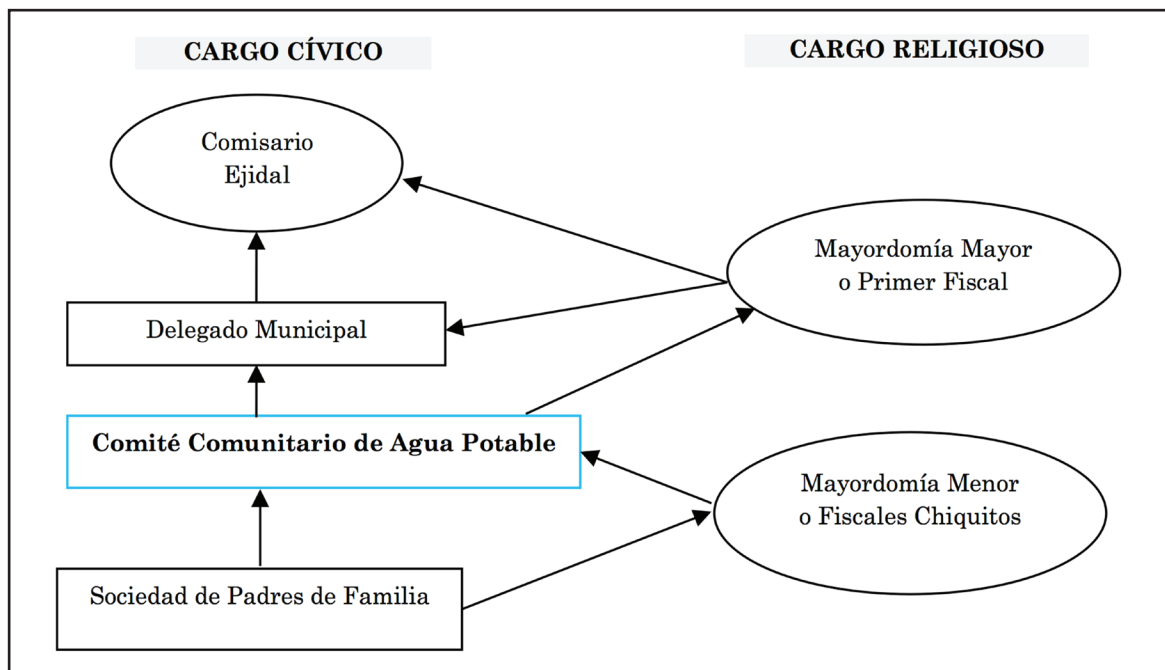 CARGO CÍVICO
CARGO RELIGIOSO
Comisario
Ejidal
Mayordomía Mayor
o Primer Fiscal
Delegado Municipal
Comité Comunitario de Agua Potable
Mayordomía Menor
o Fiscales Chiquitos
Sociedad de Padres de Familia